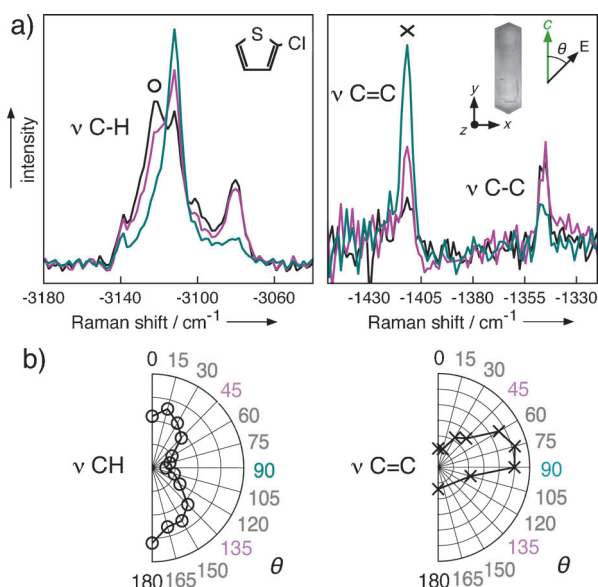 a)
S
Cl
ν C-H
intensity
-3180 -3140 -3100 -3060
Raman shift / cm⁻¹
ν C=C
c
θ
E
y
z
x
ν C-C
-1430 -1405 -1380 -1355 -1320
Raman shift / cm⁻¹
b)
0
15
30
45
60
75
90
105
120
135
150
165
180
ν CH
θ
0
15
30
45
60
75
90
105
120
135
150
165
180
ν C=C
θ